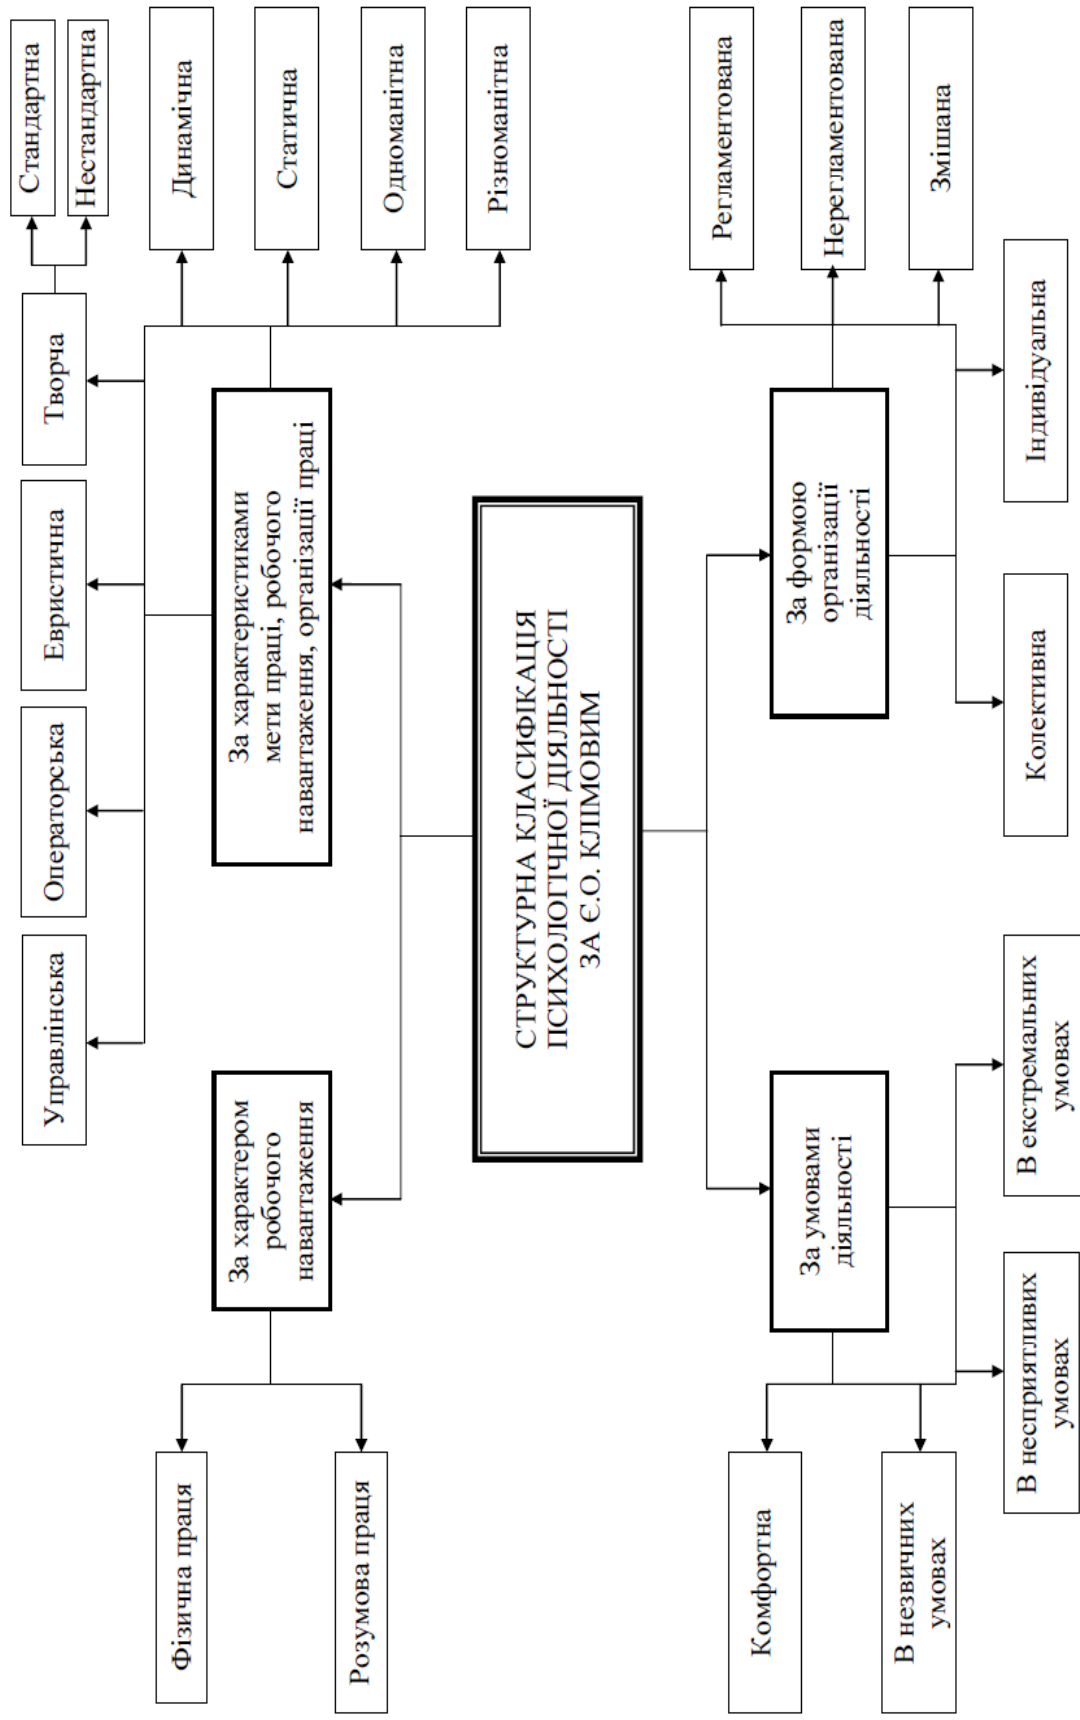 Управлінська
Операторська
Евристична
Творча
Стандартна
Нестандартна
Фізична праця
Розумова праця
За характером
робочого
навантаження
За характеристиками
мети праці, робочого
навантаження, організації праці
Динамічна
Статична
Одноманітна
Різноманітна
СТРУКТУРНА КЛАСИФІКАЦІЯ
ПСИХОЛОГІЧНОЇ ДІЯЛЬНОСТІ
ЗА Є.О. КЛІМОВИМ
Комфортна
В незвичних
умовах
За умовами
діяльності
За формою
організації
діяльності
Регламентована
Нерегламентована
Змішана
В несприятливих
умовах
В екстремальних
умовах
Колективна
Індивідуальна